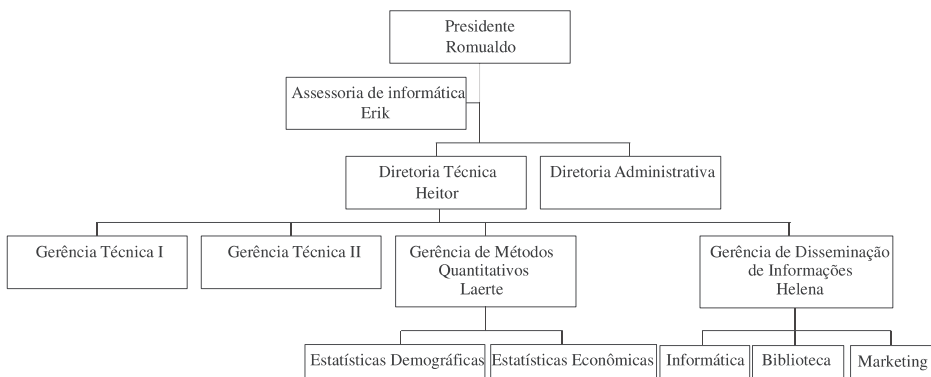 Presidente
Romualdo
Assessoria de informática
Erik
Diretoria Técnica
Heitor
Diretoria Administrativa
Gerência Técnica I
Gerência Técnica II
Gerência de Métodos
Quantitativos
Laerte
Gerência de Disseminação
de Informações
Helena
Estatísticas Demográficas
Estatísticas Econômicas
Informática
Biblioteca
Marketing